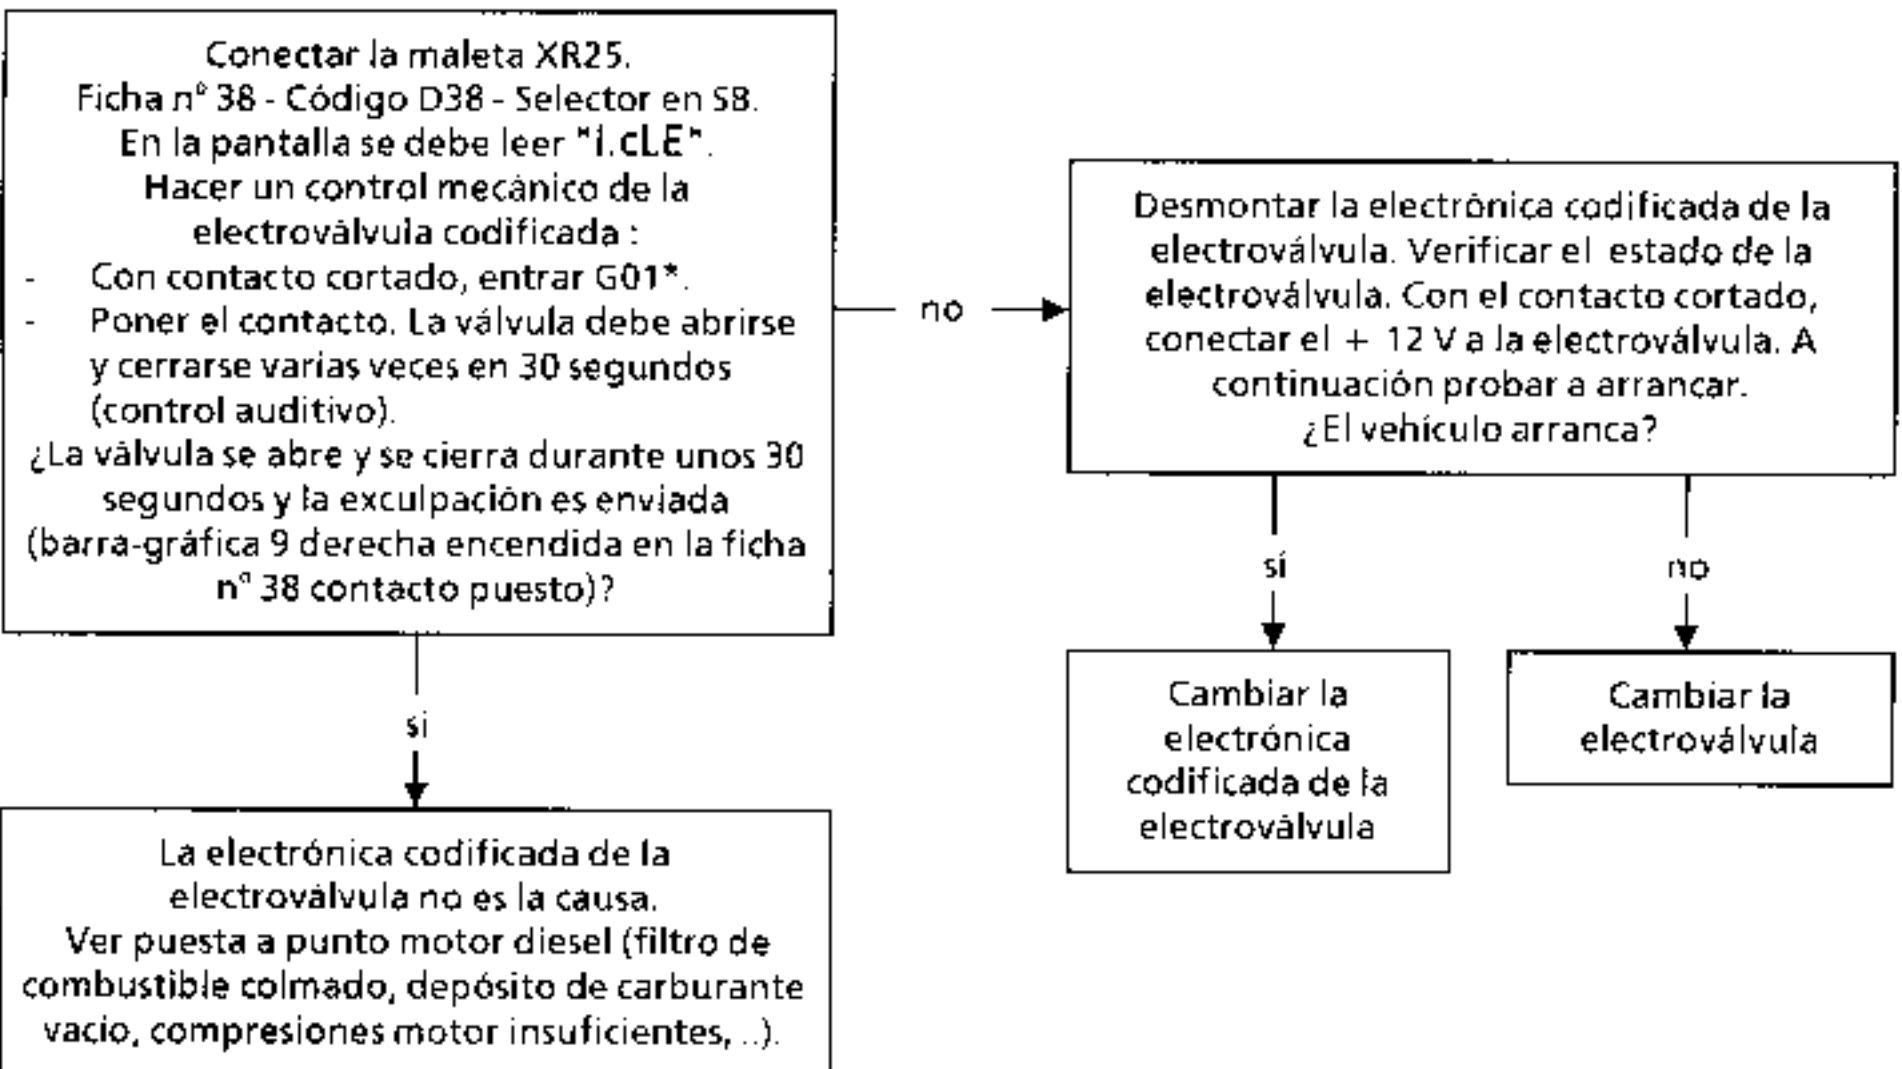 Conectar la maleta XR25.
Ficha nº 38 - Código D38 - Selector en S8.
En la pantalla se debe leer "i.cLE".
Hacer un control mecánico de la
electroválvula codificada :
- Con contacto cortado, entrar G01*.
- Poner el contacto. La válvula debe abrirse
y cerrarse varias veces en 30 segundos
(control auditivo).
¿La válvula se abre y se cierra durante unos 30
segundos y la exculpación es enviada
(barra-gráfica 9 derecha encendida en la ficha
nº 38 contacto puesto)?
no
Desmontar la electrónica codificada de la
electroválvula. Verificar el estado de la
electroválvula. Con el contacto cortado,
conectar el + 12 V a la electroválvula. A
continuación probar a arrancar.
¿El vehículo arranca?
sí
no
Cambiar la
electrónica
codificada de la
electroválvula
Cambiar la
electroválvula
si
La electrónica codificada de la
electroválvula no es la causa.
Ver puesta a punto motor diesel (filtro de
combustible colmado, depósito de carburante
vacio, compresiones motor insuficientes, ..).